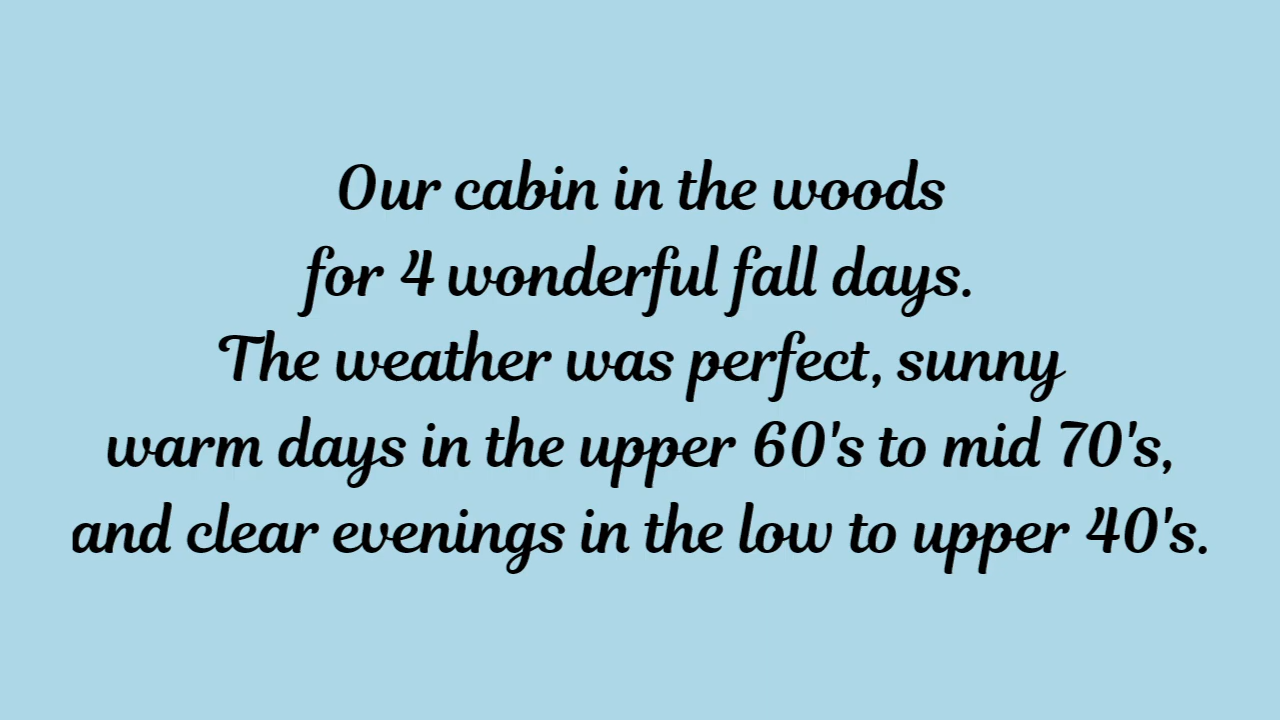 Our cabin in the woods
for 4 wonderful fall days.
The weather was perfect, sunny
warm days in the upper 60's to mid 70's,
and clear evenings in the low to upper 40's.